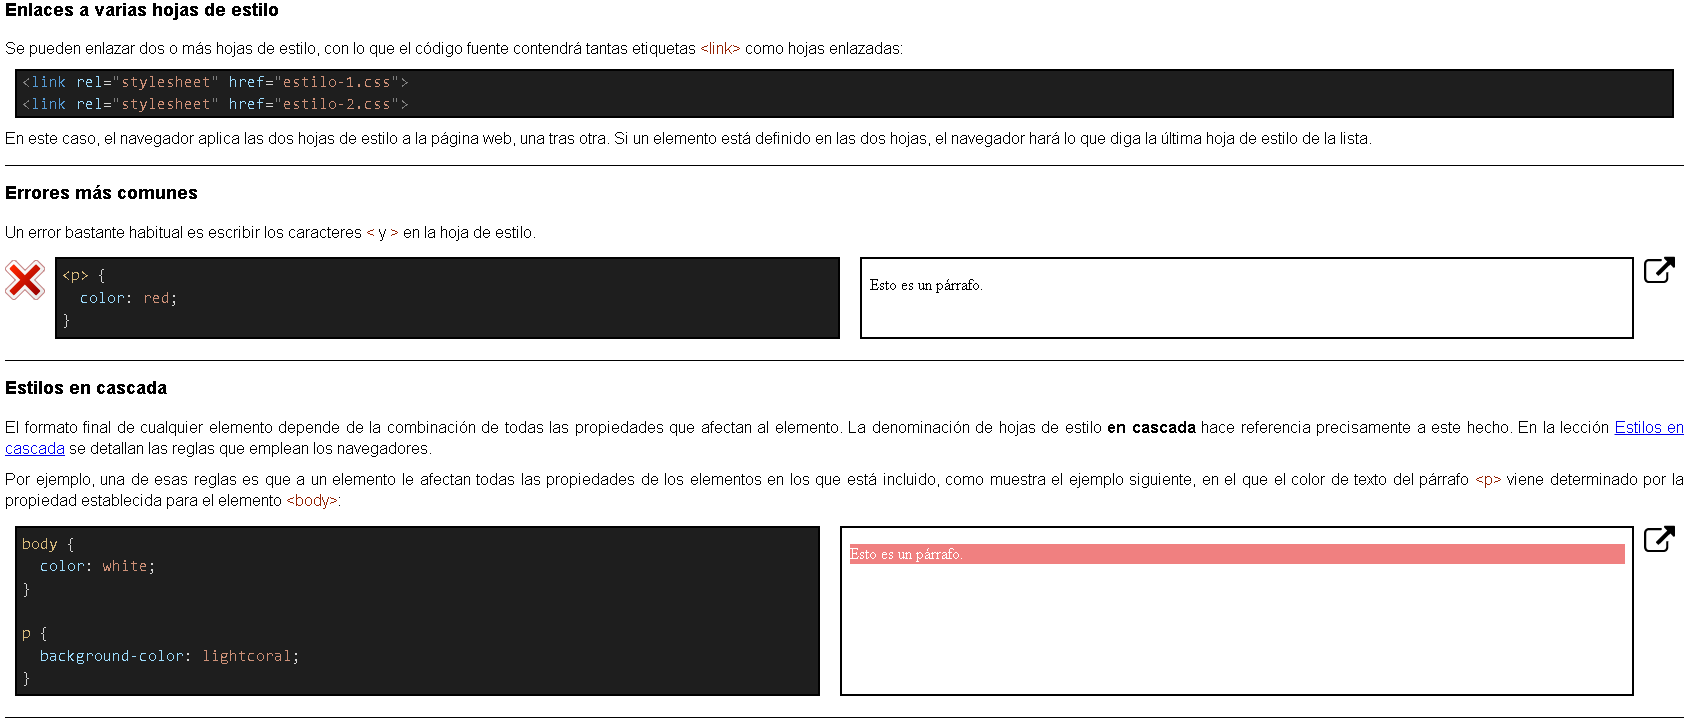 Enlaces a varias hojas de estilo
Se pueden enlazar dos o más hojas de estilo, con lo que el código fuente contendrá tantas etiquetas <link> como hojas enlazadas:
<link rel="stylesheet" href="estilo-1.css">
<link rel="stylesheet" href="estilo-2.css">
En este caso, el navegador aplica las dos hojas de estilo a la página web, una tras otra. Si un elemento está definido en las dos hojas, el navegador hará lo que diga la última hoja de estilo de la lista.
Errores más comunes
Un error bastante habitual es escribir los caracteres < y > en la hoja de estilo.
<p> {
  color: red;
}
Esto es un párrafo.
Estilos en cascada
El formato final de cualquier elemento depende de la combinación de todas las propiedades que afectan al elemento. La denominación de hojas de estilo en cascada hace referencia precisamente a este hecho. En la lección Estilos en
cascada se detallan las reglas que emplean los navegadores.
Por ejemplo, una de esas reglas es que a un elemento le afectan todas las propiedades de los elementos en los que está incluido, como muestra el ejemplo siguiente, en el que el color de texto del párrafo <p> viene determinado por la
propiedad establecida para el elemento <body>:
body {
  color: white;
}
p {
  background-color: lightcoral;
}
Esto es un párrafo.